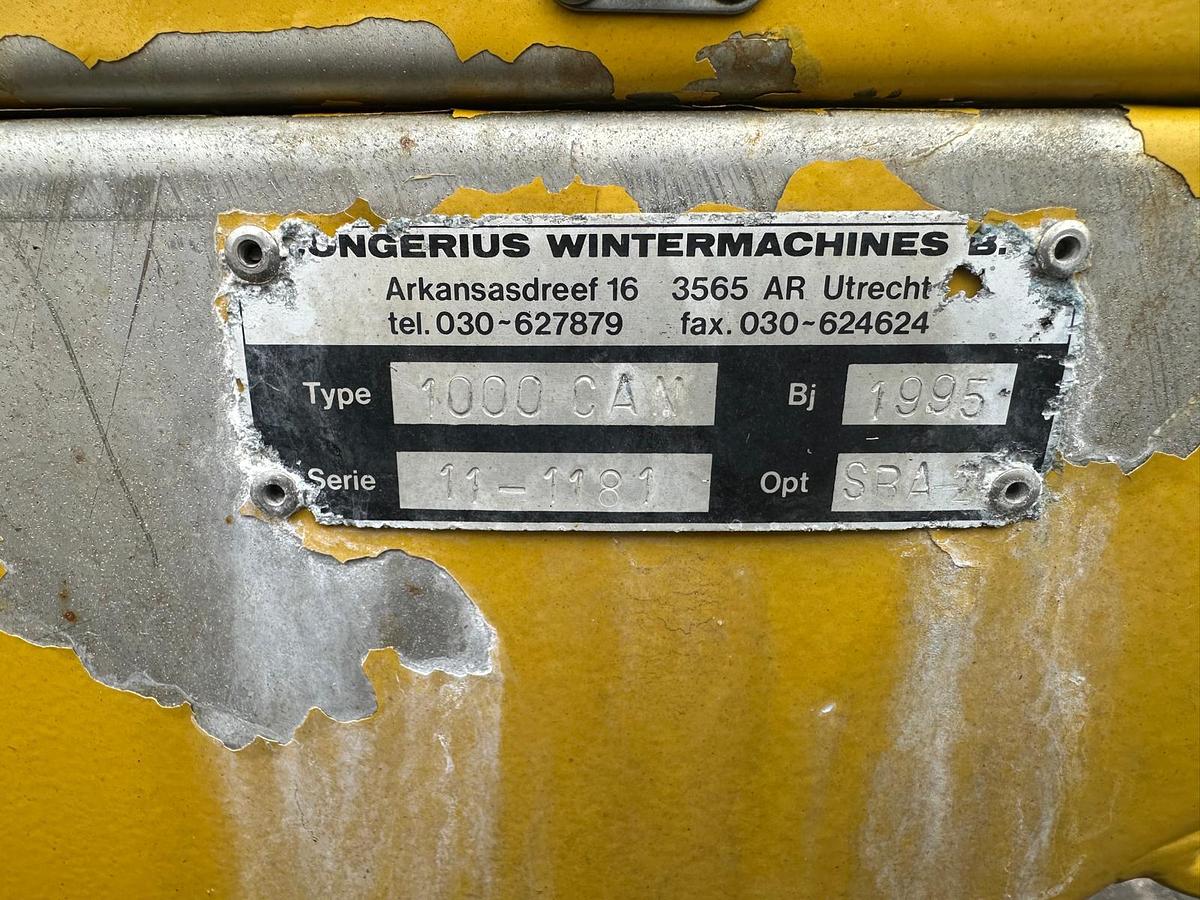 WINTERMACHINES B.
Arkansasdreef 16 3565 AR Utrecht
tel. 030~627879 fax. 030~624624
Type 1000 CAN Bj 1995
Serie 11-1181 Opt SRA